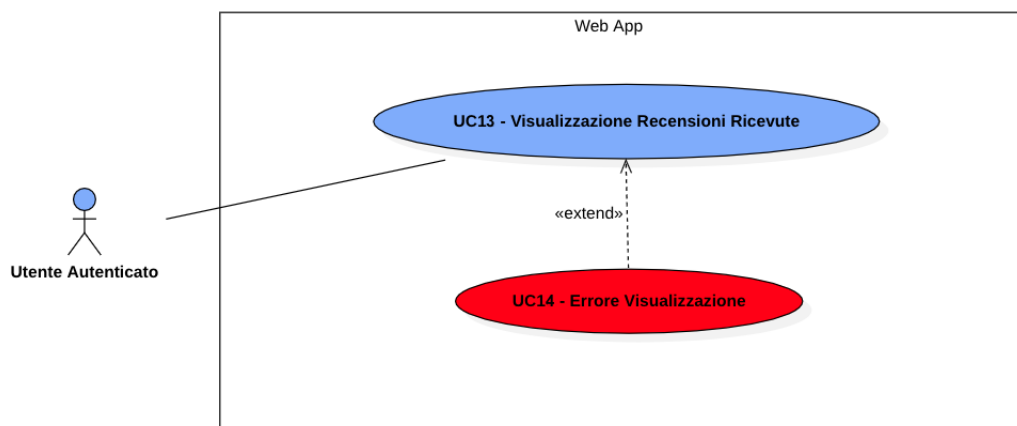 Web App
UC13 - Visualizzazione Recensioni Ricevute
«extend»
Utente Autenticato
UC14 - Errore Visualizzazione